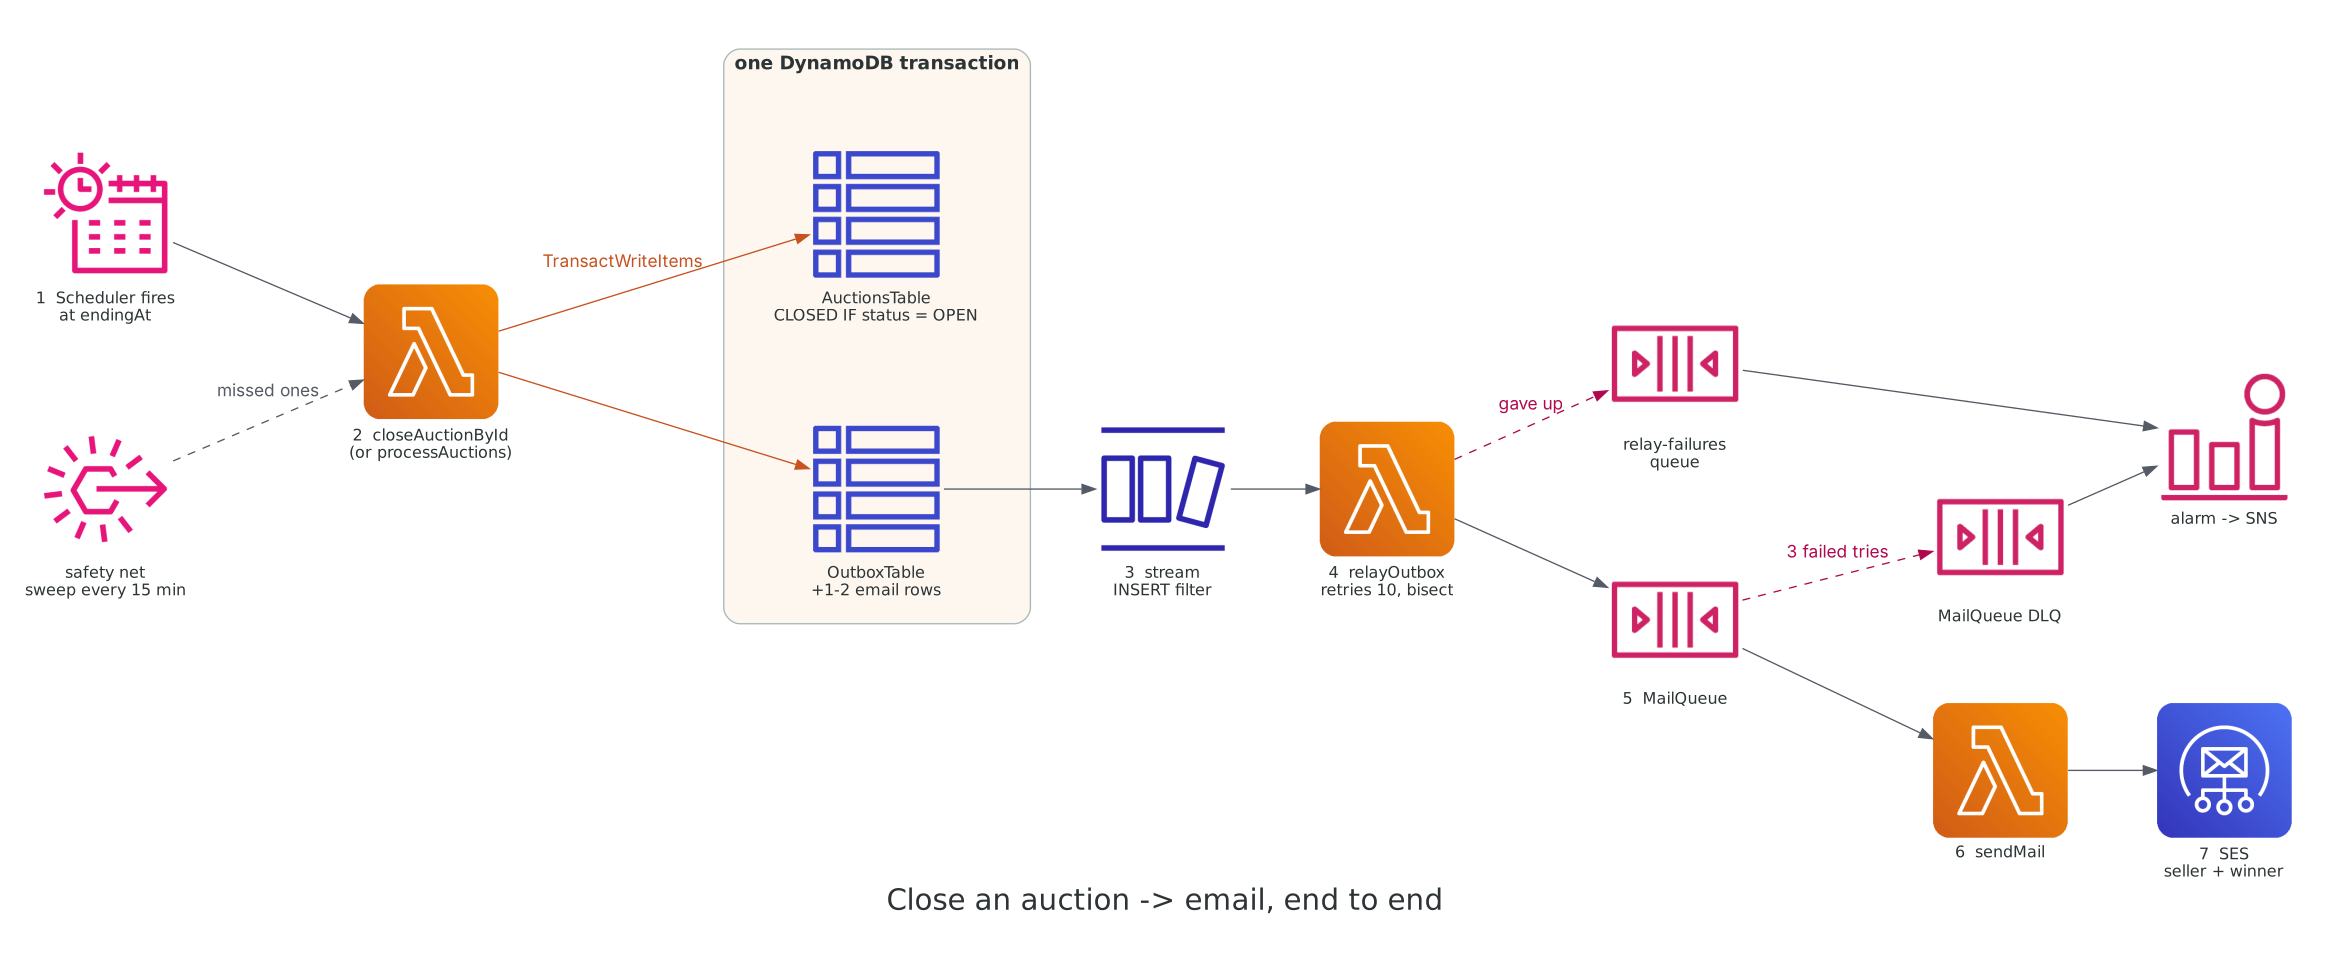 one DynamoDB transaction
1 Scheduler fires
at endingAt
missed ones
safety net
sweep every 15 min
2 closeAuctionById
(or processAuctions)
TransactWriteItems
AuctionsTable
CLOSED IF status = OPEN
OutboxTable
+1-2 email rows
3 stream
INSERT filter
4 relayOutbox
retries 10, bisect
gave up
relay-failures
queue
5 MailQueue
3 failed tries
MailQueue DLQ
alarm -> SNS
6 sendMail
7 SES
seller + winner
Close an auction -> email, end to end